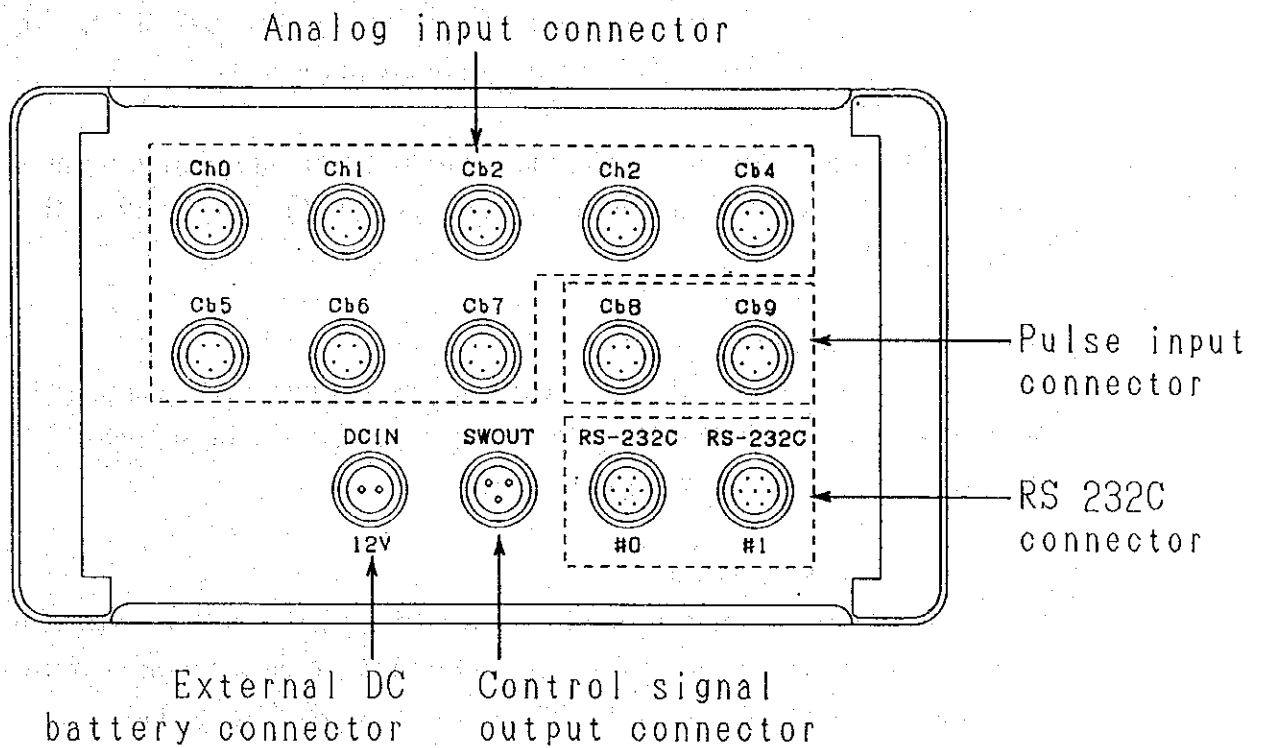 Analog input connector
Ch0 Ch1 Cb2 Ch2 Cb4
Cb5 Cb6 Cb7 Cb8 Cb9
Pulse input
connector
DCIN SWOUT RS-232C RS-232C
12V #0 #1
RS 232C
connector
External DC
battery connector
Control signal
output connector